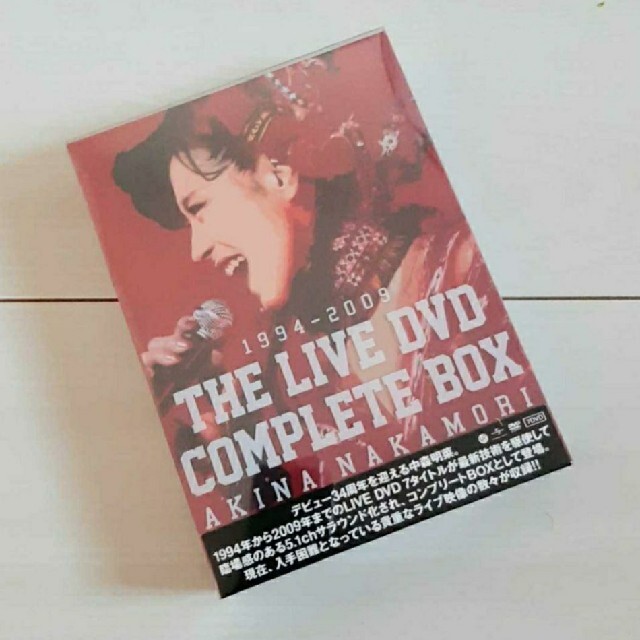 1994-2009
THE LIVE DVD
COMPLETE BOX
AKINA NAKAMORI
デビュー34周年を迎える中森明菜。
1994年から2009年までのLIVE DVD 7タイトルが最新技術を駆使して
臨場感のある5.1chサラウンド化され、コンプリートBOXとして登場。
現在、入手困難となっている貴重なライブ映像の数々が収録!!
DVD